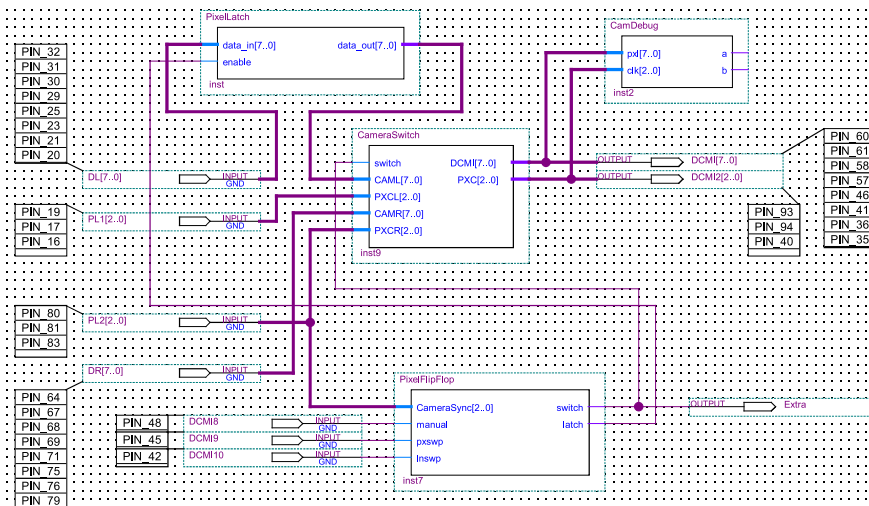 PixelLatch
data_in[7..0] data_out[7..0]
enable
inst
CamDebug
pxl[7..0] a
clk[2..0] b
inst2
PIN_32
PIN_31
PIN_30
PIN_29
PIN_25
PIN_23
PIN_21
PIN_20
DL[7..0] INPUT
GND
PIN_19
PIN_17
PIN_16
PL1[2..0] INPUT
GND
CameraSwitch
switch DCMI[7..0]
CAML[7..0] PXC[2..0]
PXCL[2..0]
CAMR[7..0]
PXCR[2..0]
inst9
OUTPUT DCMI[7..0]
OUTPUT DCMI2[2..0]
PIN_60
PIN_61
PIN_58
PIN_57
PIN_46
PIN_41
PIN_36
PIN_35
PIN_93
PIN_94
PIN_40
PIN_80
PIN_81
PIN_83
PL2[2..0] INPUT
GND
DR[7..0] INPUT
GND
PIN_64
PIN_67
PIN_68
PIN_69
PIN_71
PIN_75
PIN_76
PIN_79
PIN_48 DCMI8 INPUT
GND
PIN_45 DCMI9 INPUT
GND
PIN_42 DCMI10 INPUT
GND
PixelFlipFlop
CameraSync[2..0] switch
manual latch
pxswp
lnswp
inst7
OUTPUT Extra